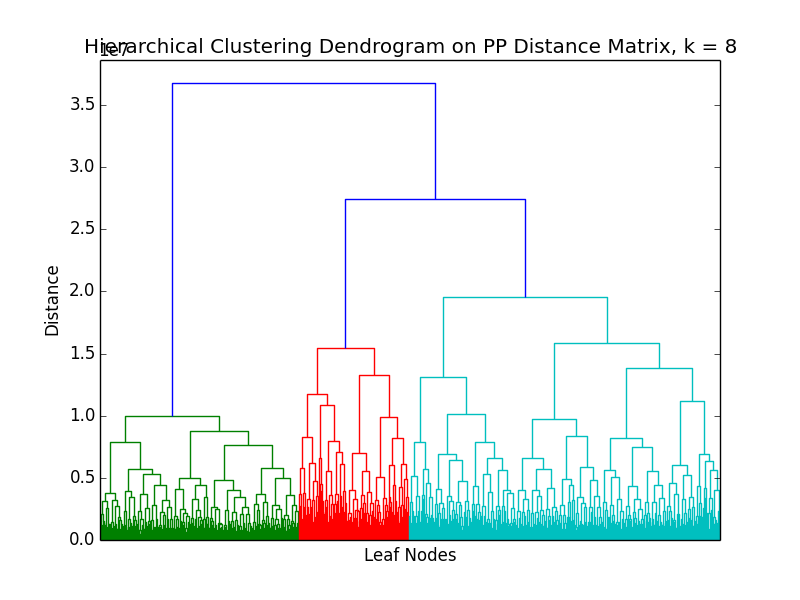 Hierarchical Clustering Dendrogram on PP Distance Matrix, k = 8
1e7
3.5
3.0
2.5
2.0
1.5
1.0
0.5
0.0
Distance
Leaf Nodes